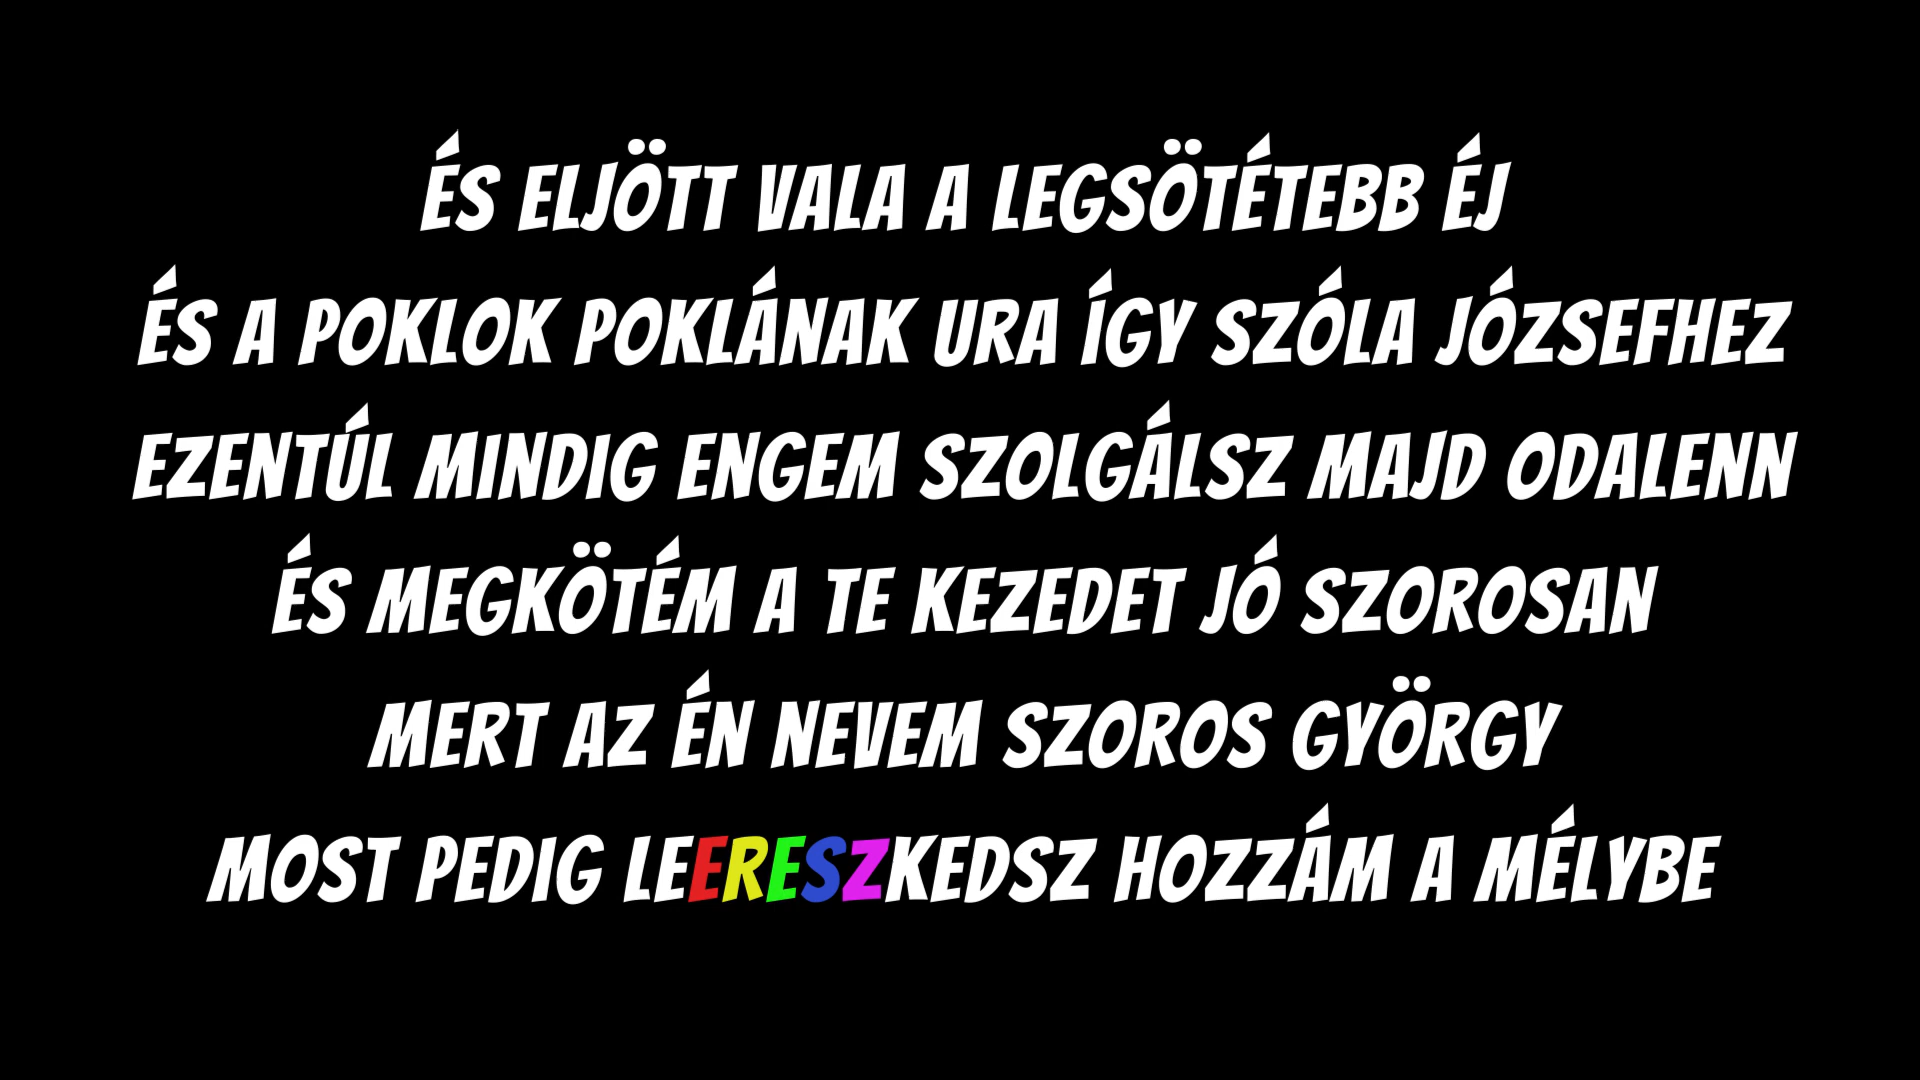 ÉS ELJÖTT VALA A LEGSÖTÉTEBB ÉJ
ÉS A POKLOK POKLÁNAK URA ÍGY SZÓLA JÓZSEFHEZ
EZENTÚL MINDIG ENGEM SZOLGÁLSZ MAJD ODALENN
ÉS MEGKÖTÉM A TE KEZEDET JÓ SZOROSAN
MERT AZ ÉN NEVEM SZOROS GYÖRGY
MOST PEDIG LEERESZKEDSZ HOZZÁM A MÉLYBE